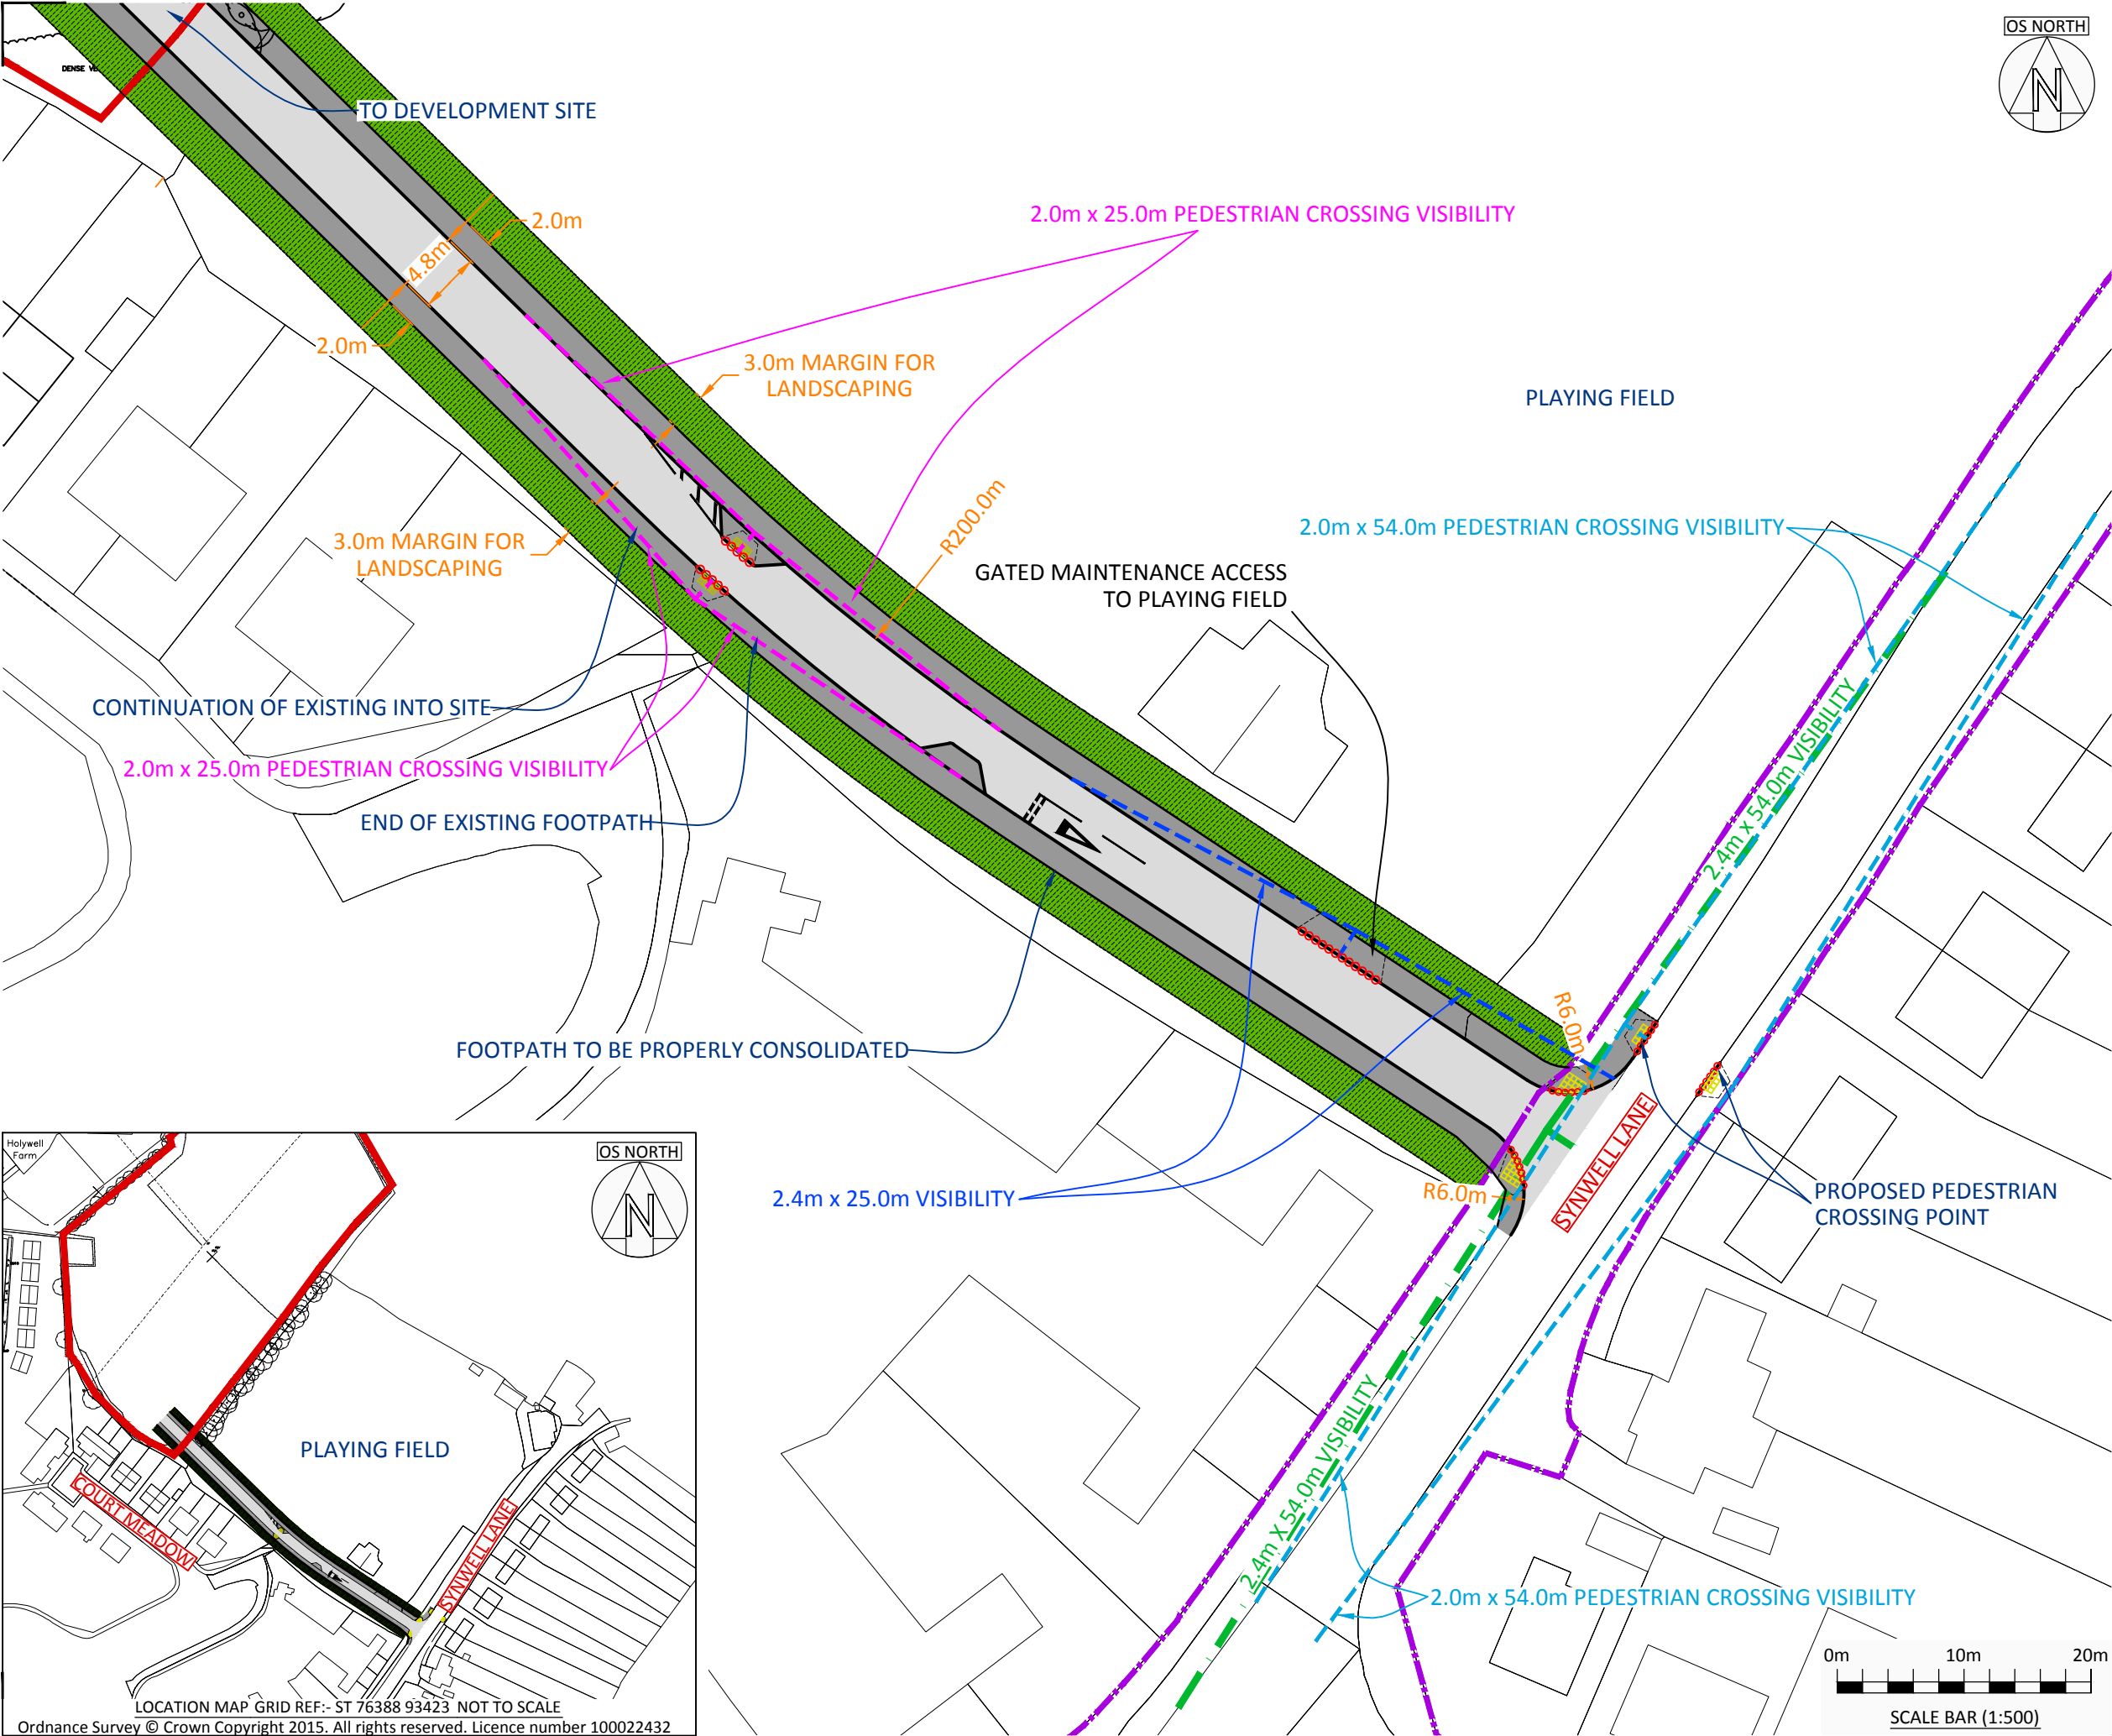 OS NORTH
N
DENSE
TO DEVELOPMENT SITE
2.0m
2.0m x 25.0m PEDESTRIAN CROSSING VISIBILITY
4.8m
2.0m
3.0m MARGIN FOR
LANDSCAPING
PLAYING FIELD
R200.0m
2.0m x 54.0m PEDESTRIAN CROSSING VISIBILITY
3.0m MARGIN FOR
LANDSCAPING
GATED MAINTENANCE ACCESS
TO PLAYING FIELD
CONTINUATION OF EXISTING INTO SITE
2.4m x 54.0m VISIBILITY
2.0m x 25.0m PEDESTRIAN CROSSING VISIBILITY
END OF EXISTING FOOTPATH
R6.0m
FOOTPATH TO BE PROPERLY CONSOLIDATED
SYNWELL LANE
2.4m x 25.0m VISIBILITY
R6.0m
PROPOSED PEDESTRIAN
CROSSING POINT
2.4m X 54.0m VISIBILITY
2.0m x 54.0m PEDESTRIAN CROSSING VISIBILITY
Holywell
Farm
OS NORTH
N
PLAYING FIELD
COURT MEADOW
SYNWELL LANE
LOCATION MAP GRID REF:- ST 76388 93423 NOT TO SCALE
Ordnance Survey © Crown Copyright 2015. All rights reserved. Licence number 100022432
0m 10m 20m
SCALE BAR (1:500)